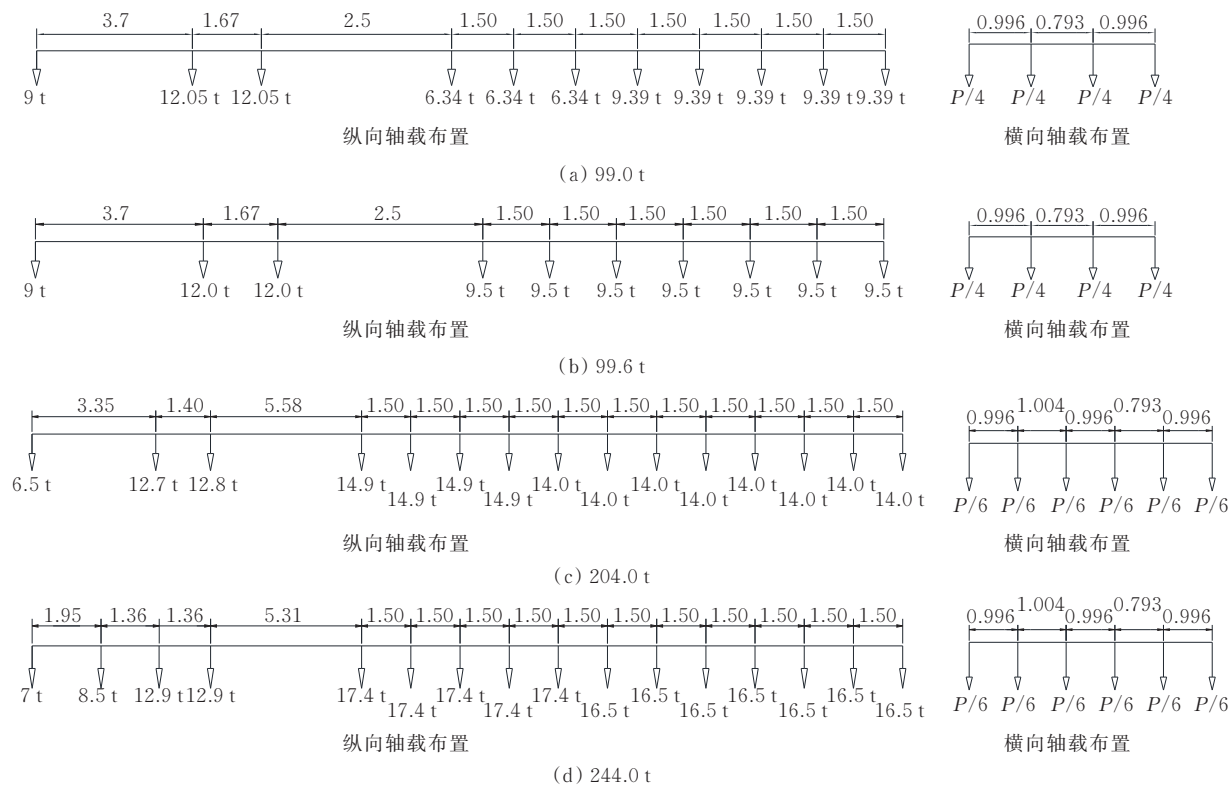 3.7 1.67 2.5 1.50 1.50 1.50 1.50 1.50 1.50 1.50 0.996 0.793 0.996
9 t 12.05 t 12.05 t 6.34 t 6.34 t 6.34 t 9.39 t 9.39 t 9.39 t 9.39 t 9.39 t P/4 P/4 P/4 P/4
纵向轴载布置 横向轴载布置
(a) 99.0 t
3.7 1.67 2.5 1.50 1.50 1.50 1.50 1.50 1.50 0.996 0.793 0.996
9 t 12.0 t 12.0 t 9.5 t 9.5 t 9.5 t 9.5 t 9.5 t 9.5 t 9.5 t P/4 P/4 P/4 P/4
纵向轴载布置 横向轴载布置
(b) 99.6 t
3.35 1.40 5.58 1.50 1.50 1.50 1.50 1.50 1.50 1.50 1.50 1.50 1.50 1.50 1.004 0.793
0.996 0.996 0.996
6.5 t 12.7 t 12.8 t 14.9 t 14.9 t 14.0 t 14.0 t 14.0 t 14.0 t
14.9 t 14.9 t 14.0 t 14.0 t 14.0 t 14.0 t P/6 P/6 P/6 P/6 P/6 P/6
纵向轴载布置 横向轴载布置
(c) 204.0 t
1.95 1.36 1.36 5.31 1.50 1.50 1.50 1.50 1.50 1.50 1.50 1.50 1.50 1.50 1.50 1.004 0.793
0.996 0.996 0.996
7 t 8.5 t 12.9 t 12.9 t 17.4 t 17.4 t 17.4 t 16.5 t 16.5 t 16.5 t
17.4 t 17.4 t 16.5 t 16.5 t 16.5 t 16.5 t P/6 P/6 P/6 P/6 P/6 P/6
纵向轴载布置 横向轴载布置
(d) 244.0 t